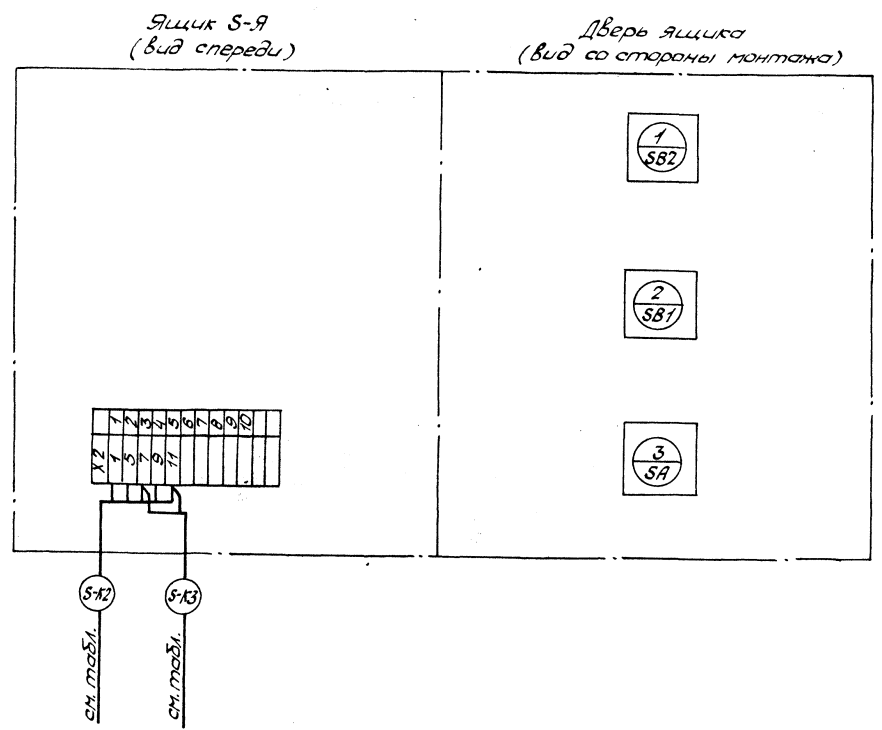 Ящик S-Я
(вид спереди)
Дверь ящика
(вид со стороны монтажа)
1
SB2
2
SB1
3
SA
1 2 3 4 5 6 7 8 9 10
X2 1 5 7 9 11
S-K2
S-K3
см. табл.
см. табл.